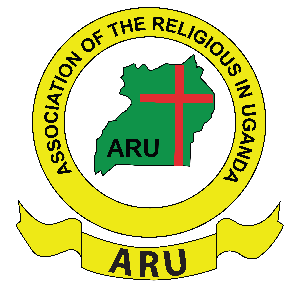 ASSOCIATION OF THE RELIGIOUS IN UGANDA
ARU
ARU